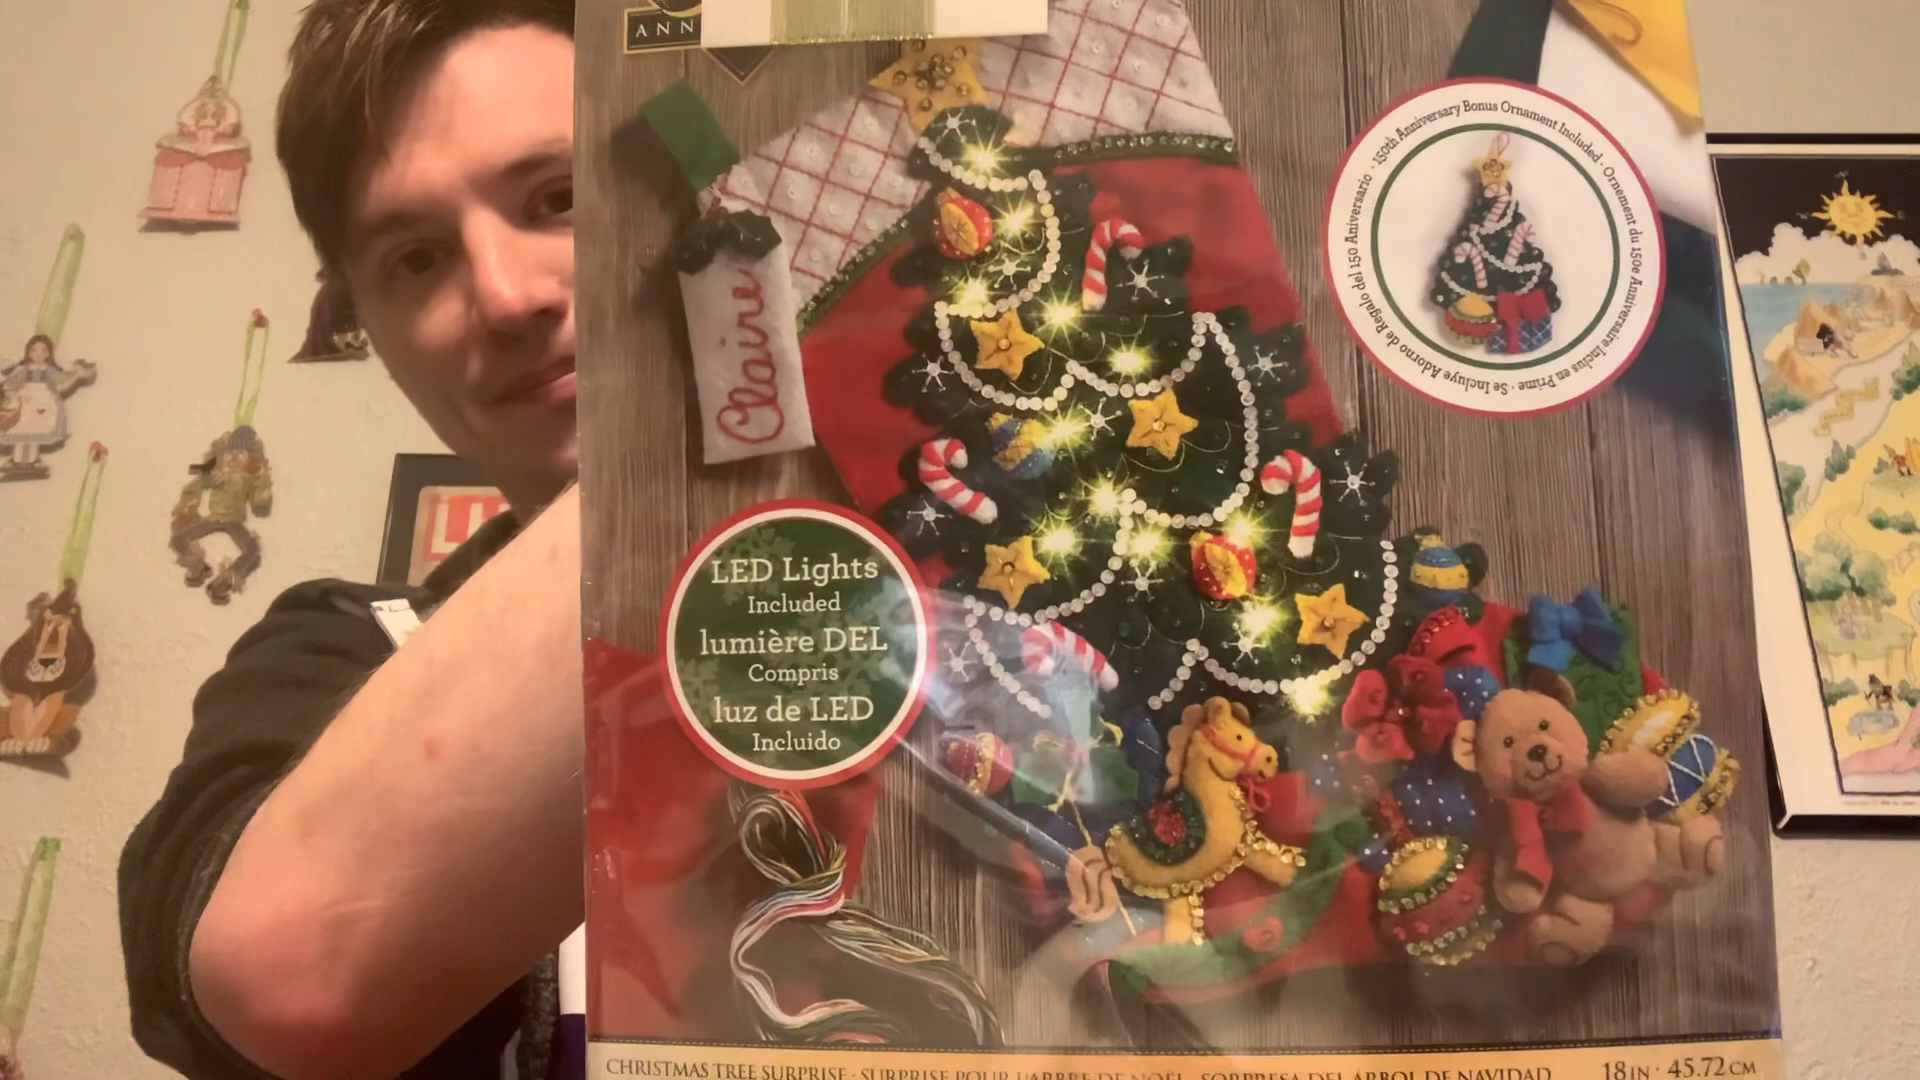 ANN
150th Anniversary Bonus Ornament Included · Ornement du 150e Anniversaire Inclus en Prime · Se Incluye Adorno de Regalo del 150 Aniversario ·
Claire
LED Lights
Included
lumière DEL
Compris
luz de LED
Incluido
CHRISTMAS TREE SURPRISE · SURPRISE POUR L'ARBRE DE NOËL · SORPRESA DEL ÁRBOL DE NAVIDAD
18 IN · 45.72 CM